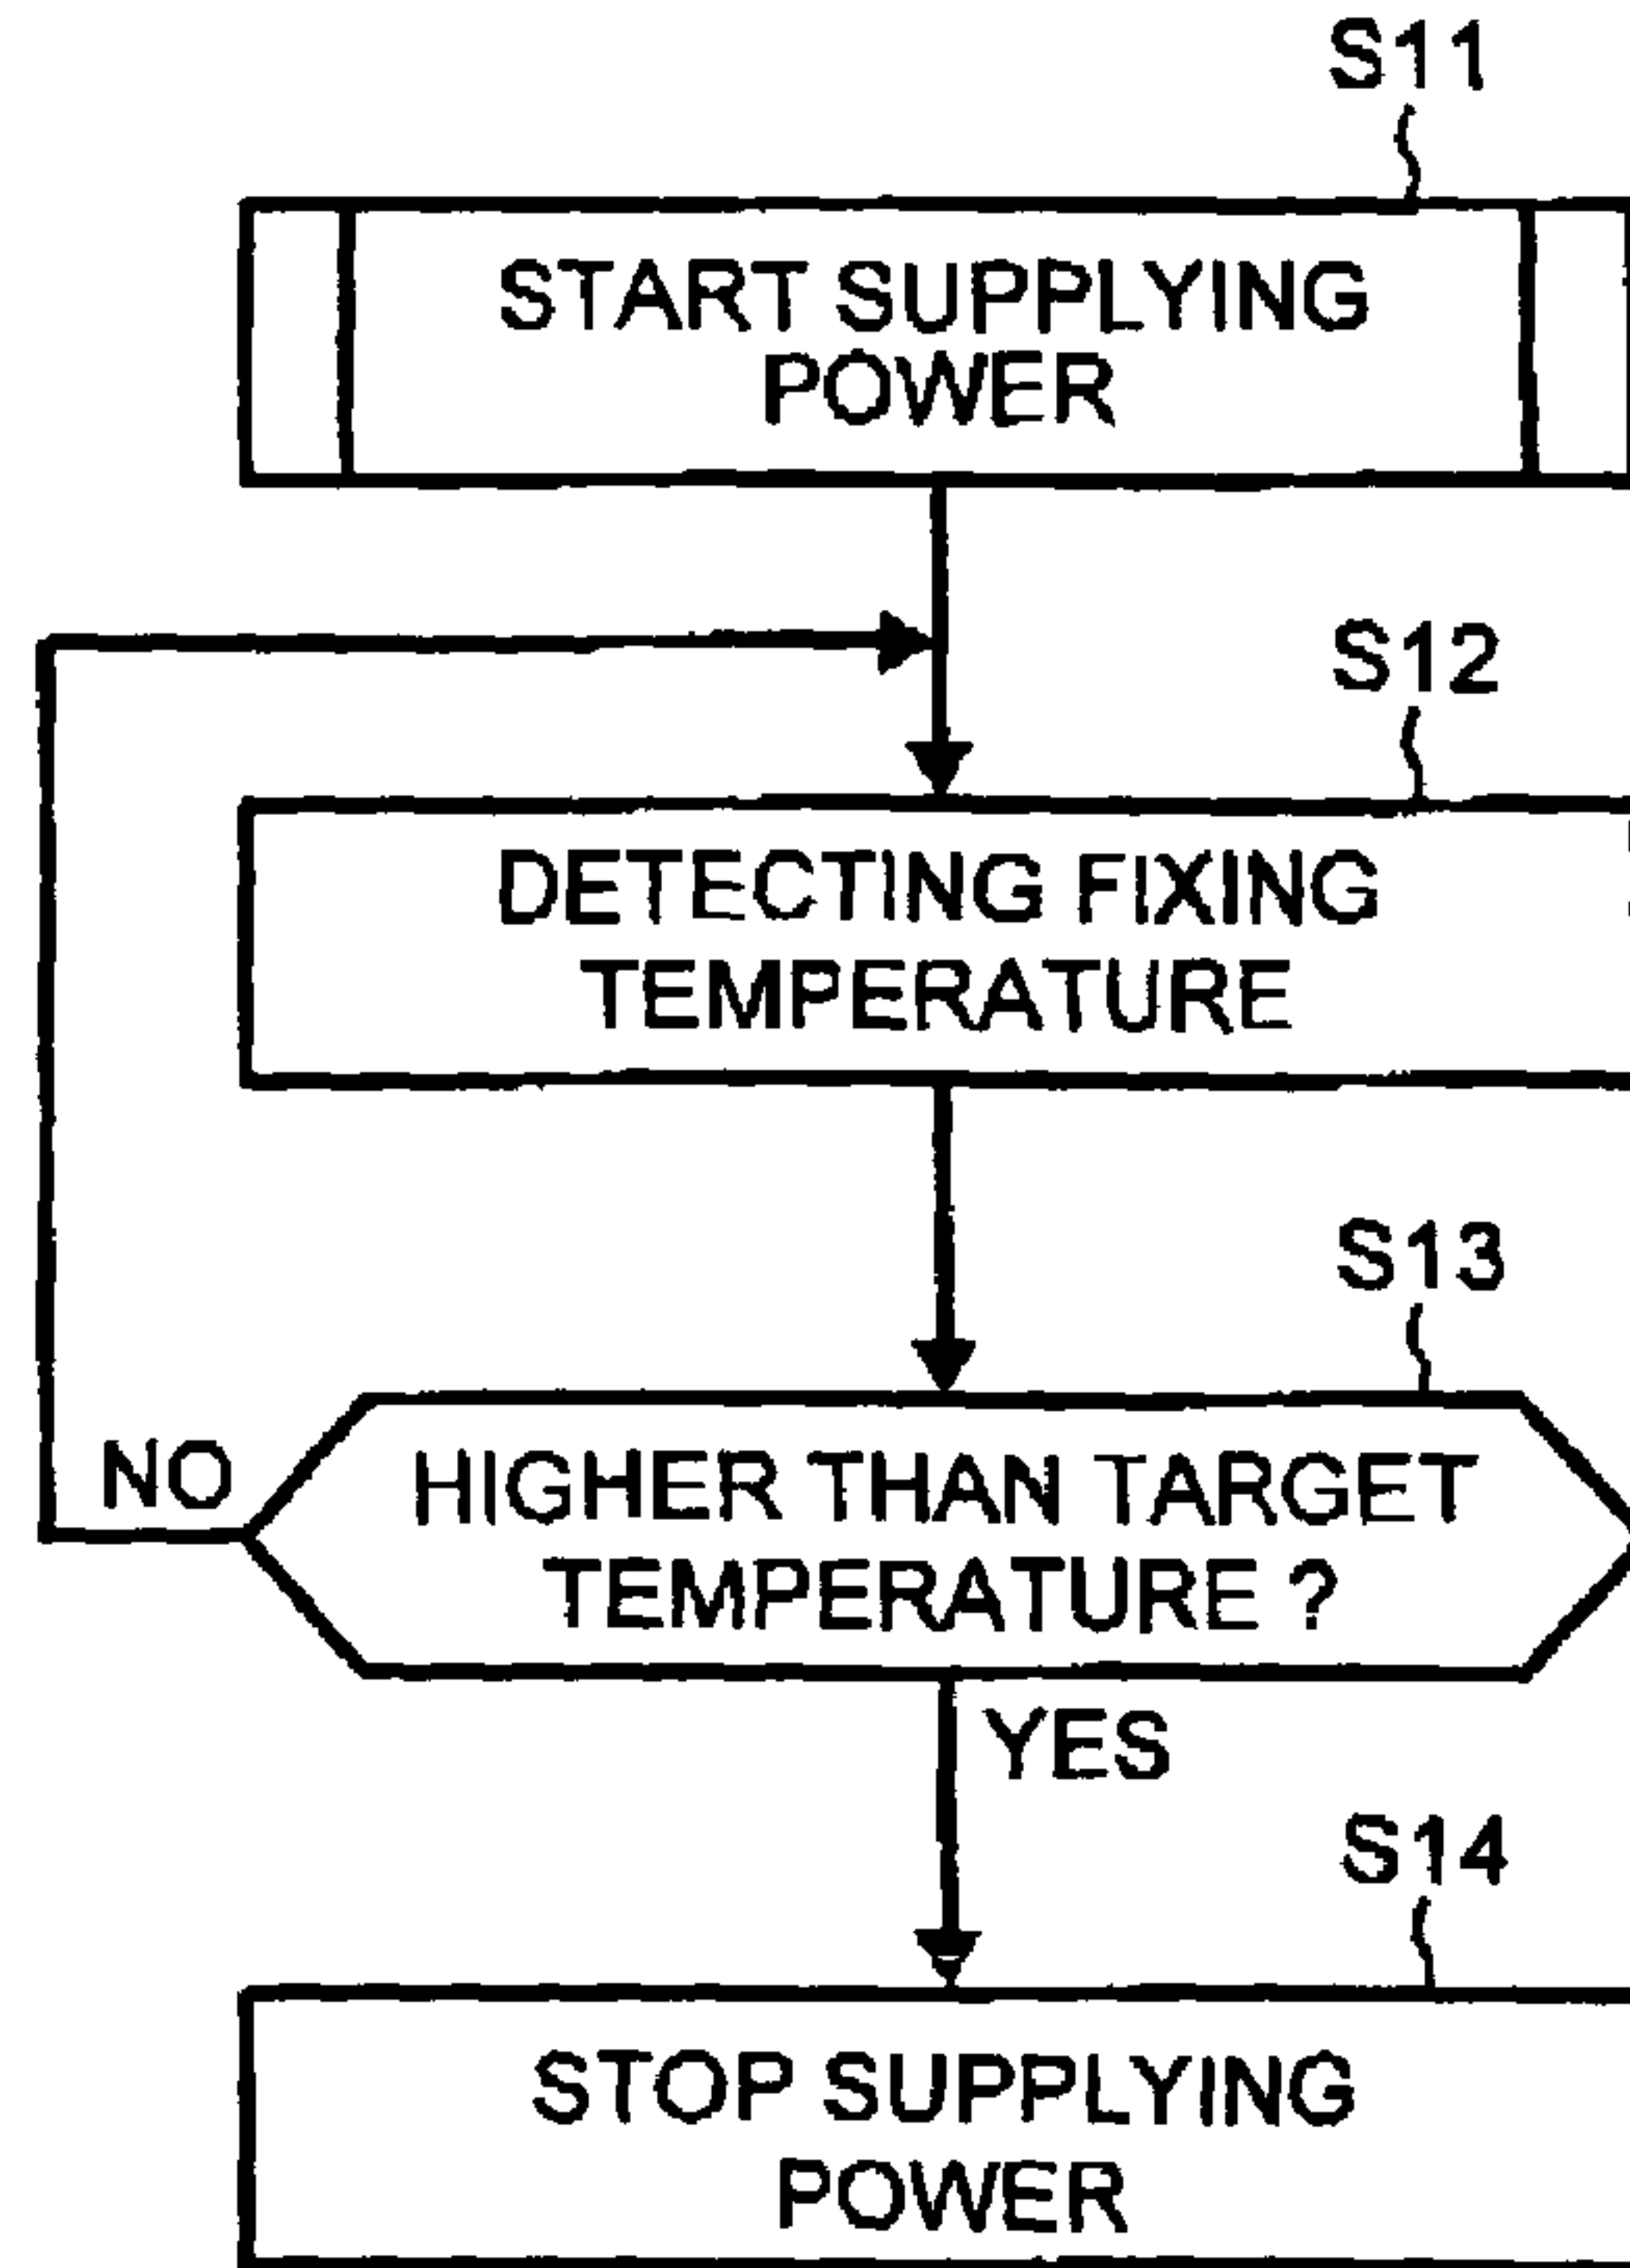 S11
START SUPPLYING
POWER
S12
DETECTING FIXING
TEMPERATURE
S13
NO
HIGHER THAN TARGET
TEMPERATURE ?
YES
S14
STOP SUPPLYING
POWER